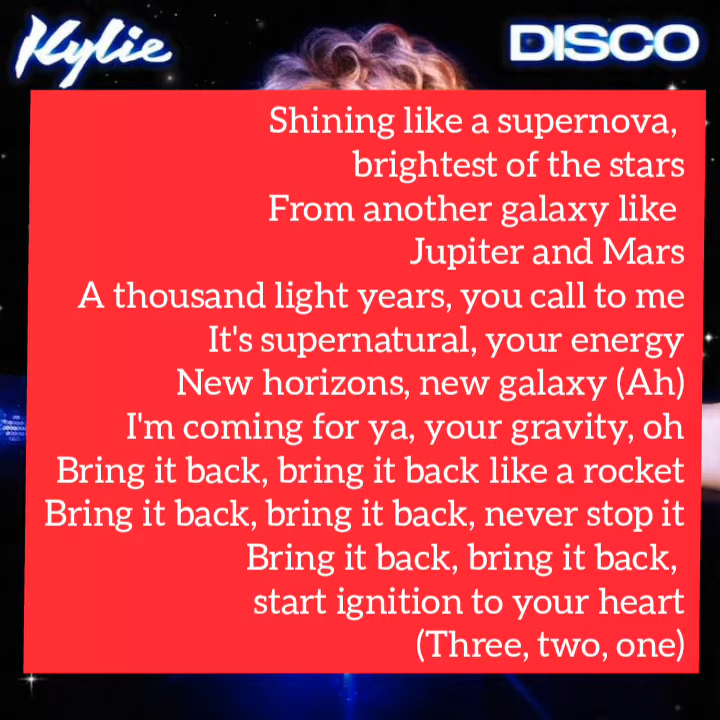 Kylie
DISCO
Shining like a supernova,
brightest of the stars
From another galaxy like
Jupiter and Mars
A thousand light years, you call to me
It's supernatural, your energy
New horizons, new galaxy (Ah)
I'm coming for ya, your gravity, oh
Bring it back, bring it back like a rocket
Bring it back, bring it back, never stop it
Bring it back, bring it back,
start ignition to your heart
(Three, two, one)